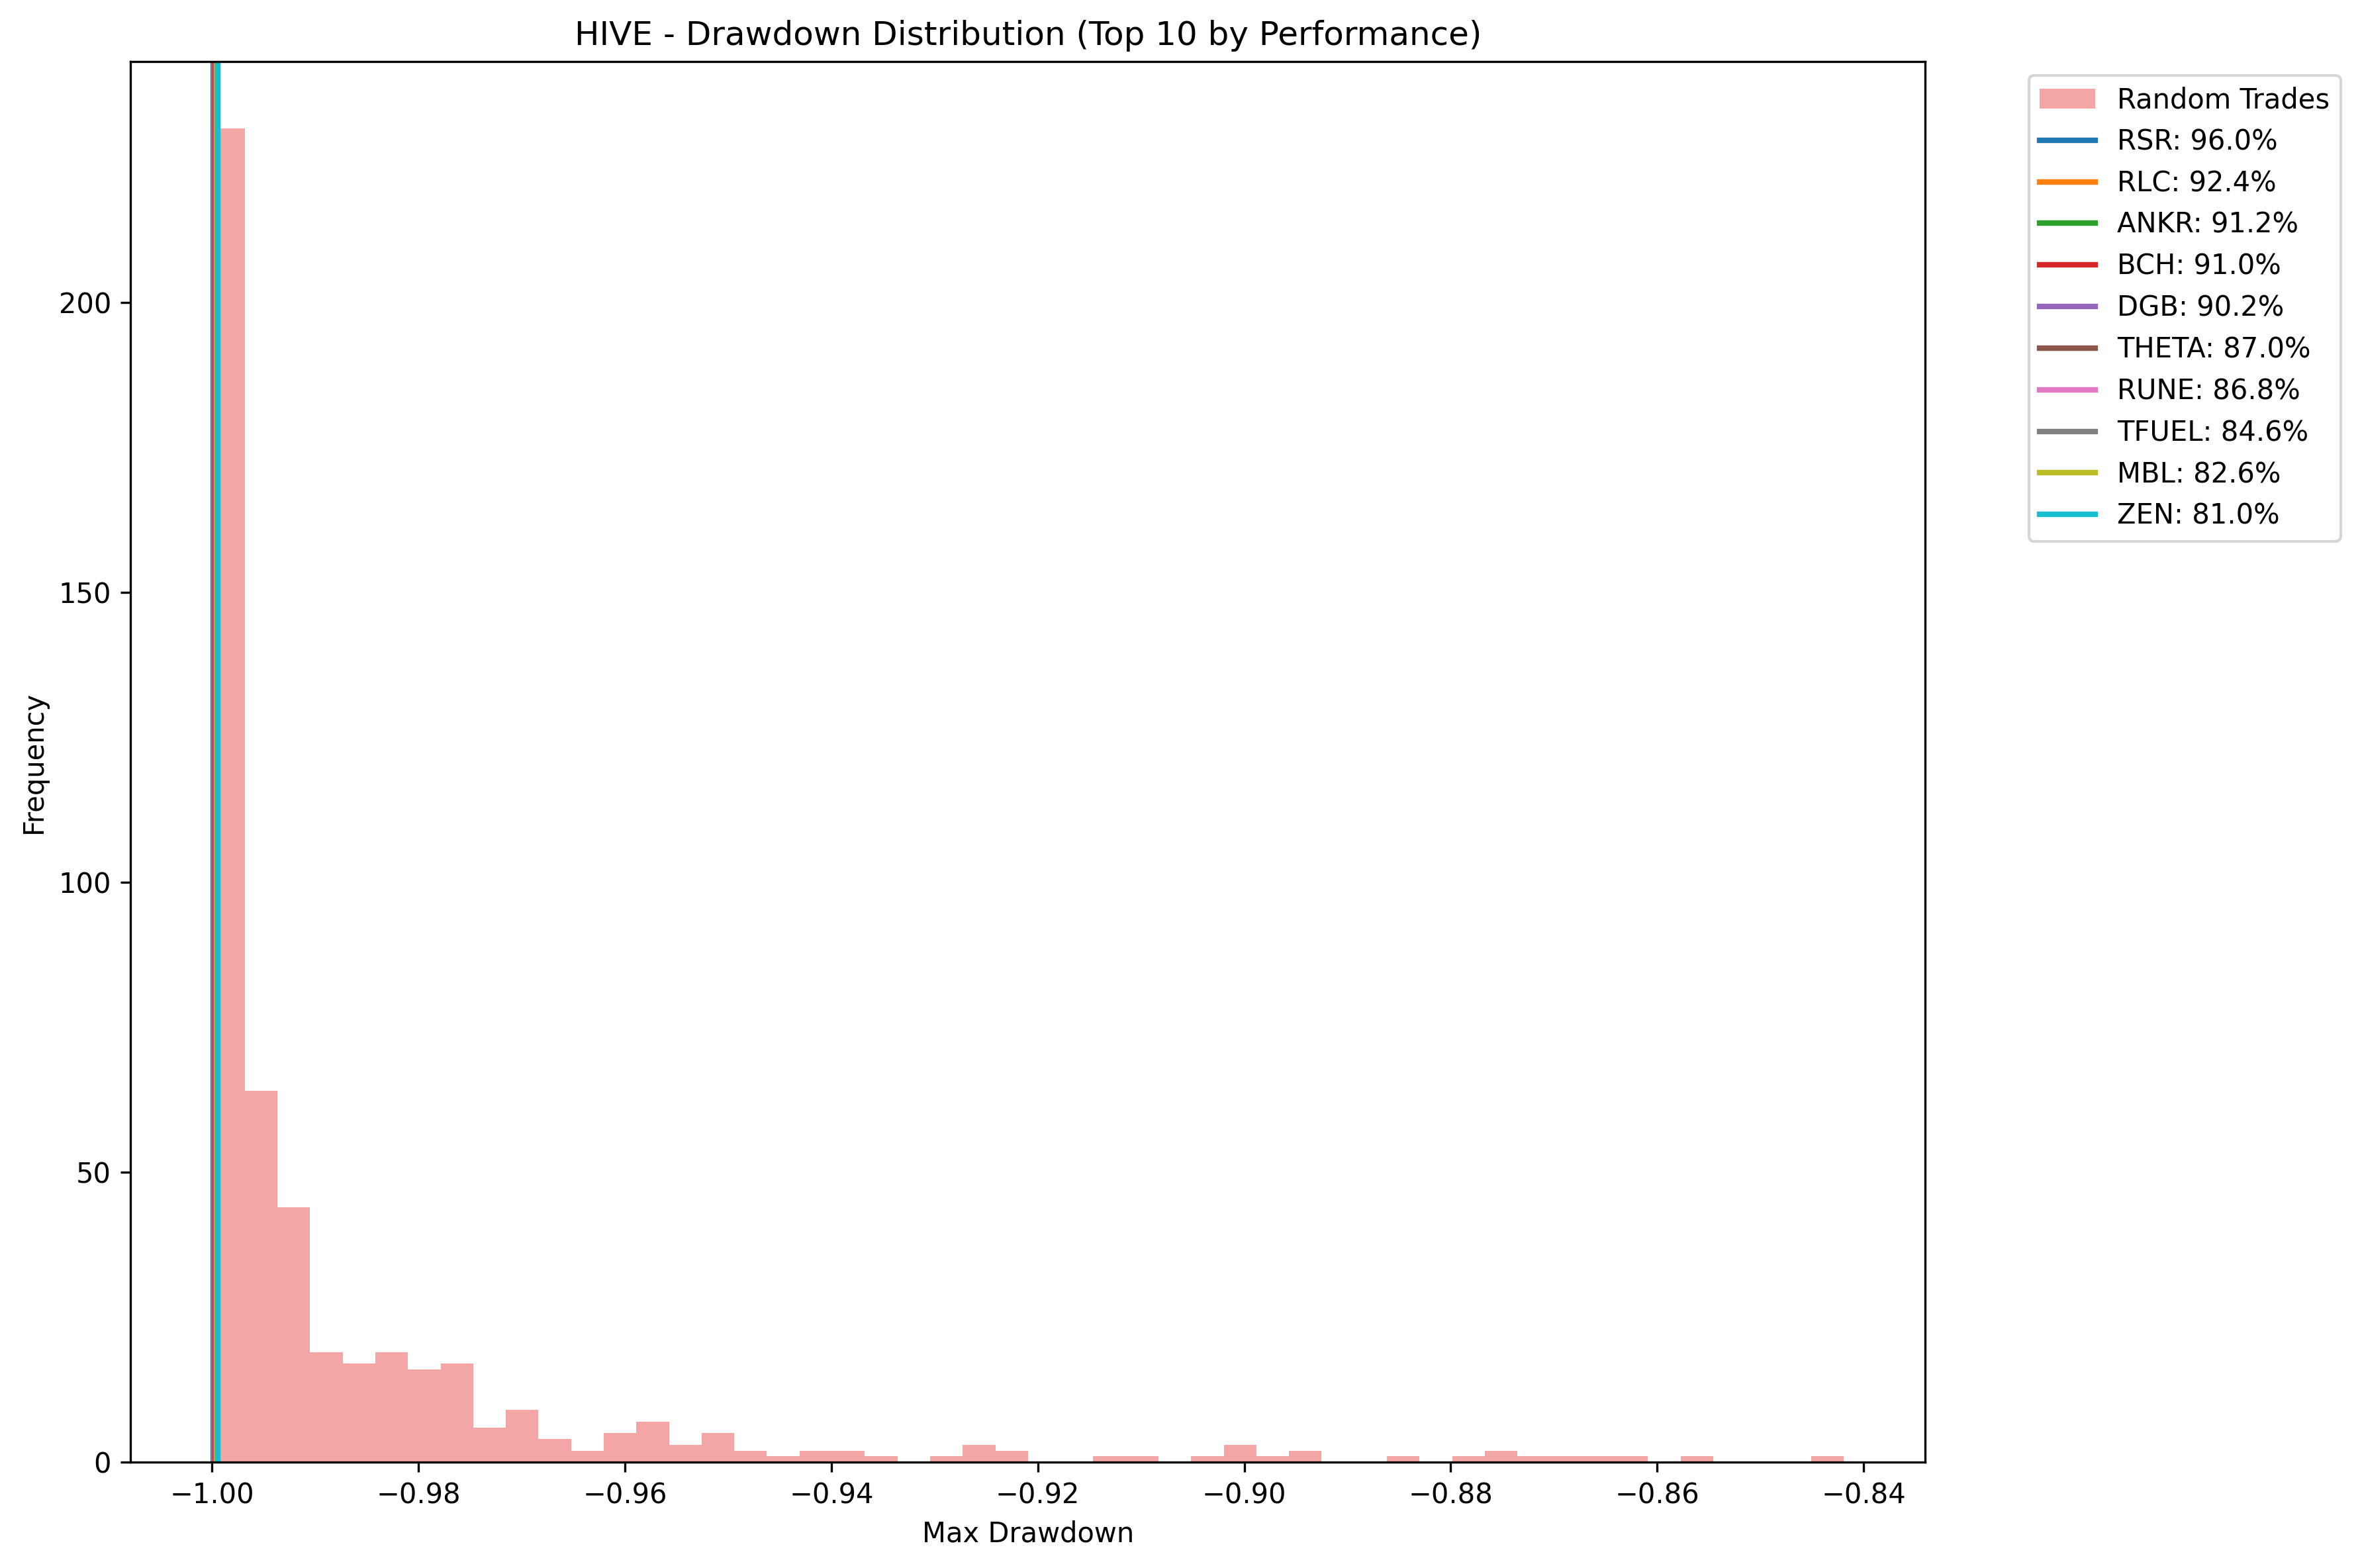 HIVE - Drawdown Distribution (Top 10 by Performance)
Random Trades
RSR: 96.0%
RLC: 92.4%
ANKR: 91.2%
BCH: 91.0%
DGB: 90.2%
THETA: 87.0%
RUNE: 86.8%
TFUEL: 84.6%
MBL: 82.6%
ZEN: 81.0%
Frequency
200
150
100
50
0
−1.00 −0.98 −0.96 −0.94 −0.92 −0.90 −0.88 −0.86 −0.84
Max Drawdown